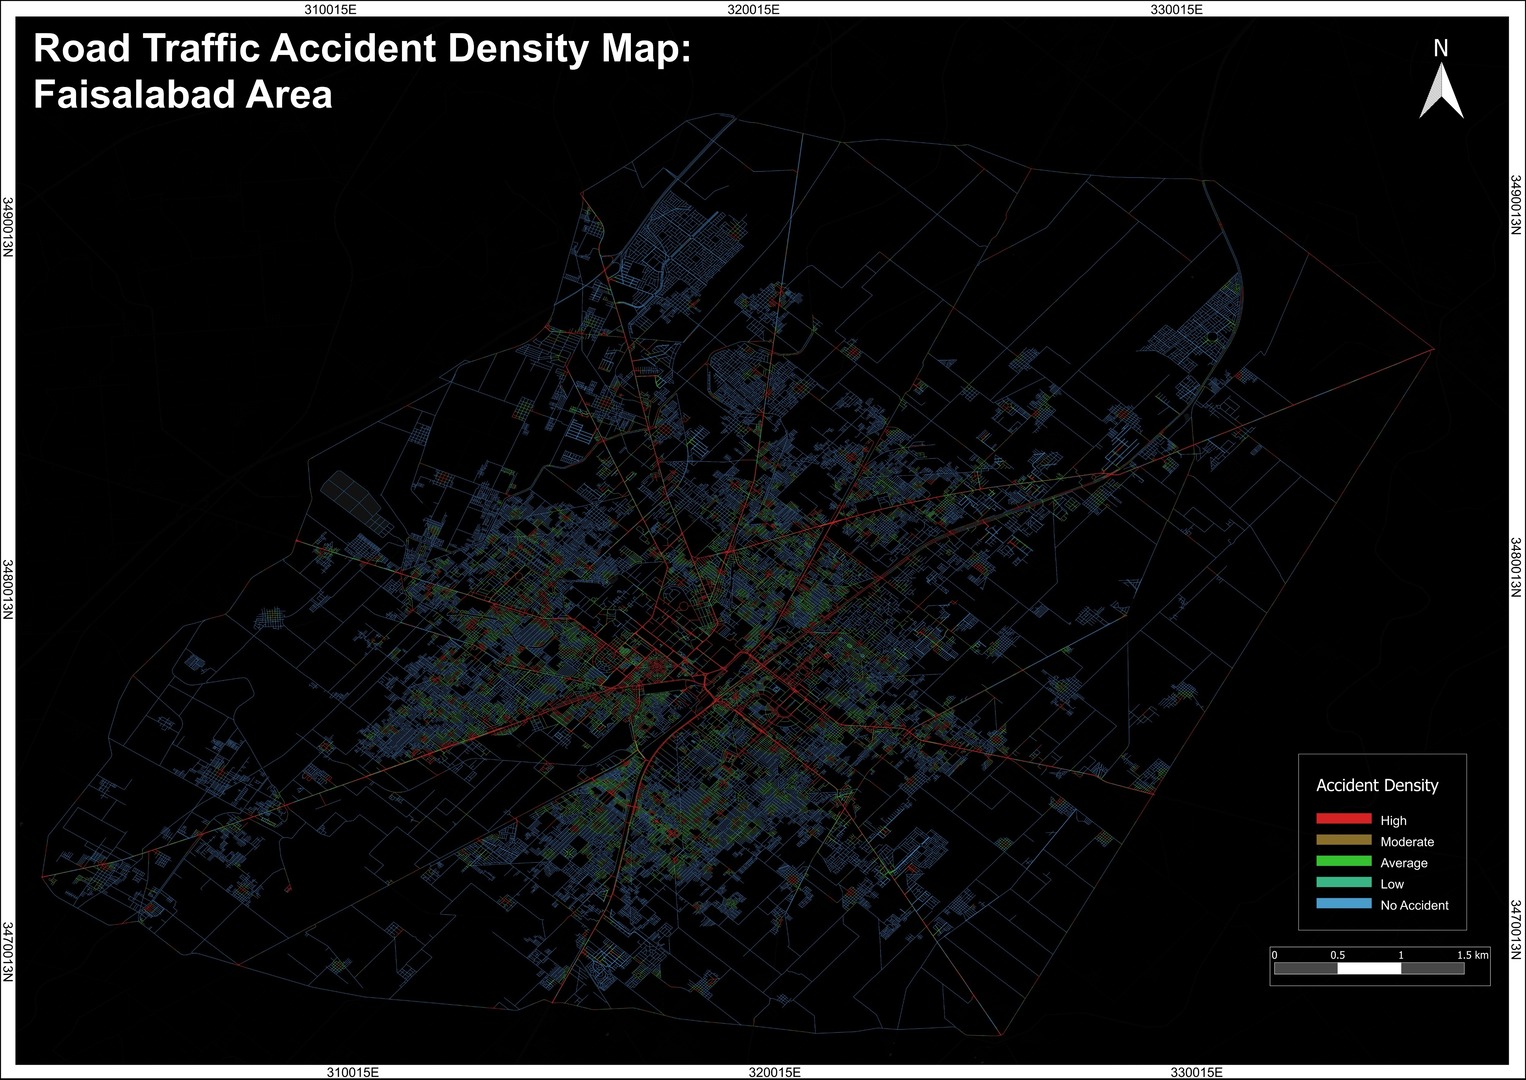 310015E
320015E
330015E
Road Traffic Accident Density Map:
Faisalabad Area
N
3490013N
3490013N
3480013N
3480013N
Accident Density
High
Moderate
Average
Low
No Accident
3470013N
3470013N
0 0.5 1 1.5 km
310015E
320015E
330015E